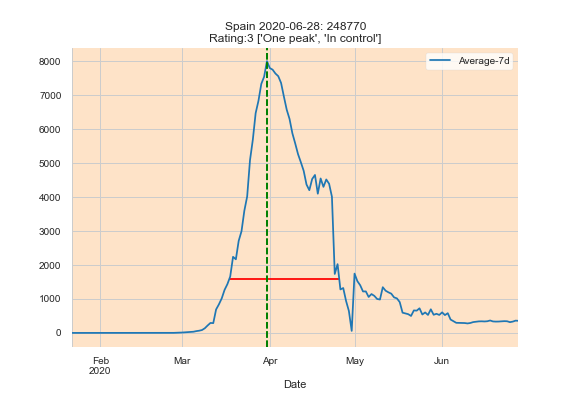 Spain 2020-06-28: 248770
Rating:3 ['One peak', 'In control']
Average-7d
8000
7000
6000
5000
4000
3000
2000
1000
0
Feb
2020
Mar
Apr
May
Jun
Date